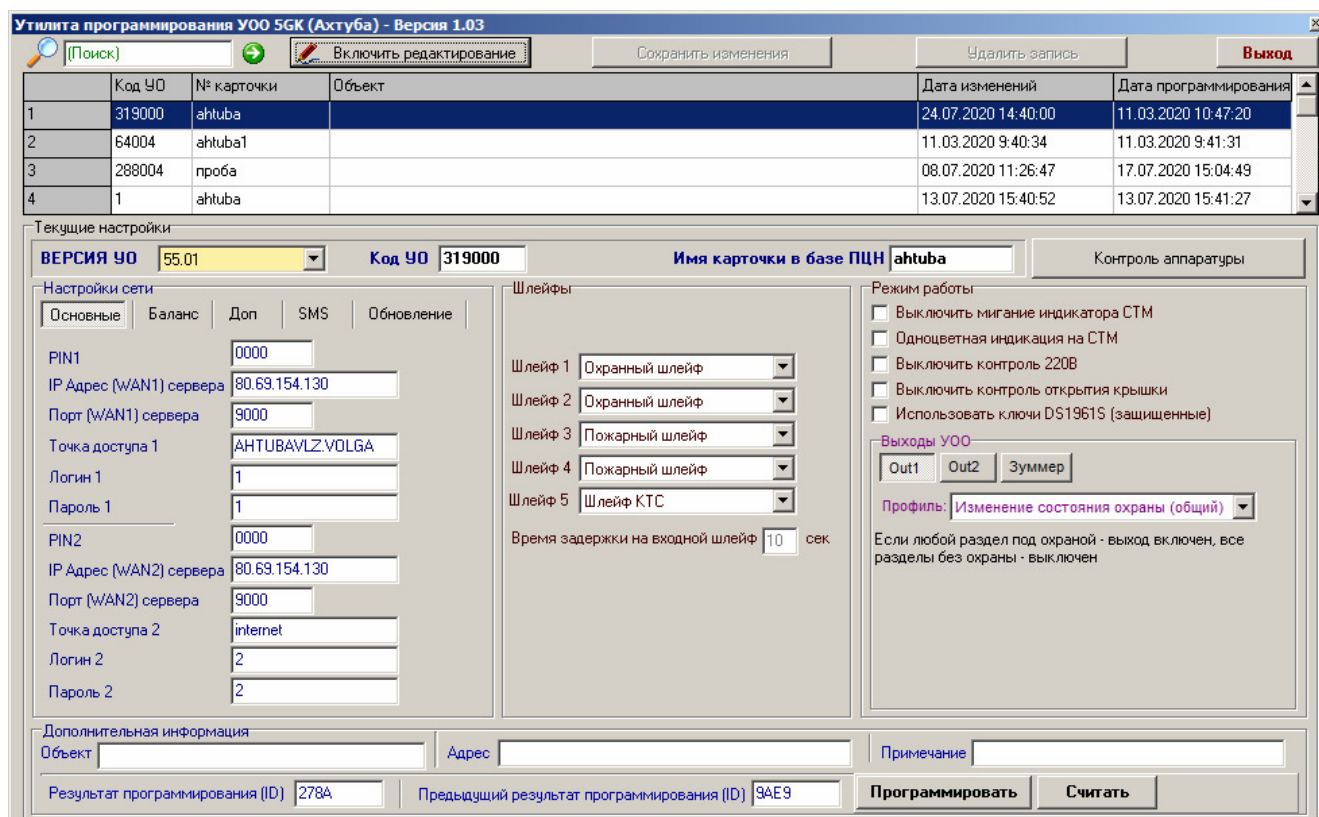 Утилита программирования УОО 5GK (Ахтуба) - Версия 1.03
(Поиск) Включить редактирование Сохранить изменения Удалить запись Выход
Код УО № карточки Объект Дата изменений Дата программирования
1 319000 ahtuba 24.07.2020 14:40:00 11.03.2020 10:47:20
2 64004 ahtuba1 11.03.2020 9:40:34 11.03.2020 9:41:31
3 288004 проба 08.07.2020 11:26:47 17.07.2020 15:04:49
4 1 ahtuba 13.07.2020 15:40:52 13.07.2020 15:41:27
Текущие настройки
ВЕРСИЯ УО 55.01 Код УО 319000 Имя карточки в базе ПЦН ahtuba Контроль аппаратуры
Настройки сети
Основные Баланс Доп SMS Обновление
PIN1 0000
IP Адрес (WAN1) сервера 80.69.154.130
Порт (WAN1) сервера 9000
Точка доступа 1 AHTUBAVLZ.VOLGA
Логин 1 1
Пароль 1 1
PIN2 0000
IP Адрес (WAN2) сервера 80.69.154.130
Порт (WAN2) сервера 9000
Точка доступа 2 internet
Логин 2 2
Пароль 2 2
Шлейфы
Шлейф 1 Охранный шлейф
Шлейф 2 Охранный шлейф
Шлейф 3 Пожарный шлейф
Шлейф 4 Пожарный шлейф
Шлейф 5 Шлейф КТС
Время задержки на входной шлейф 10 сек
Режим работы
Выключить мигание индикатора СТМ
Одноцветная индикация на СТМ
Выключить контроль 220В
Выключить контроль открытия крышки
Использовать ключи DS1961S (защищенные)
Выходы УОО
Out1 Out2 Зуммер
Профиль: Изменение состояния охраны (общий)
Если любой раздел под охраной - выход включен, все
разделы без охраны - выключен
Дополнительная информация
Объект Адрес Примечание
Результат программирования (ID) 278A Предыдущий результат программирования (ID) 9AE9 Программировать Считать